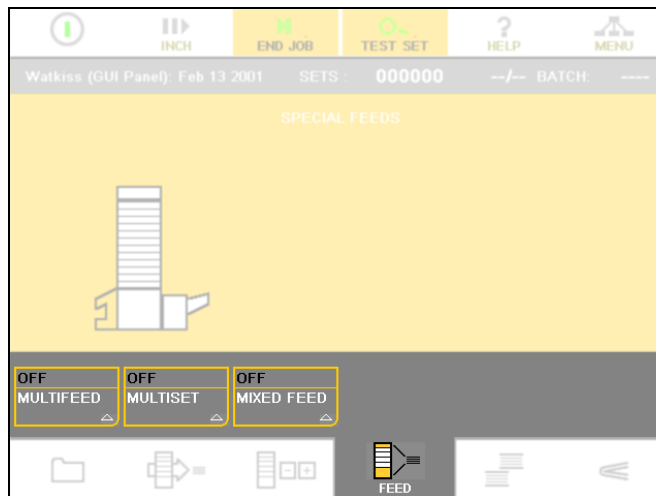 INCH END JOB TEST SET HELP MENU
Watkiss (GUI Panel): Feb 13 2001 SETS : 000000 --/-- BATCH: ----
SPECIAL FEEDS
OFF OFF OFF
MULTIFEED MULTISET MIXED FEED
FEED